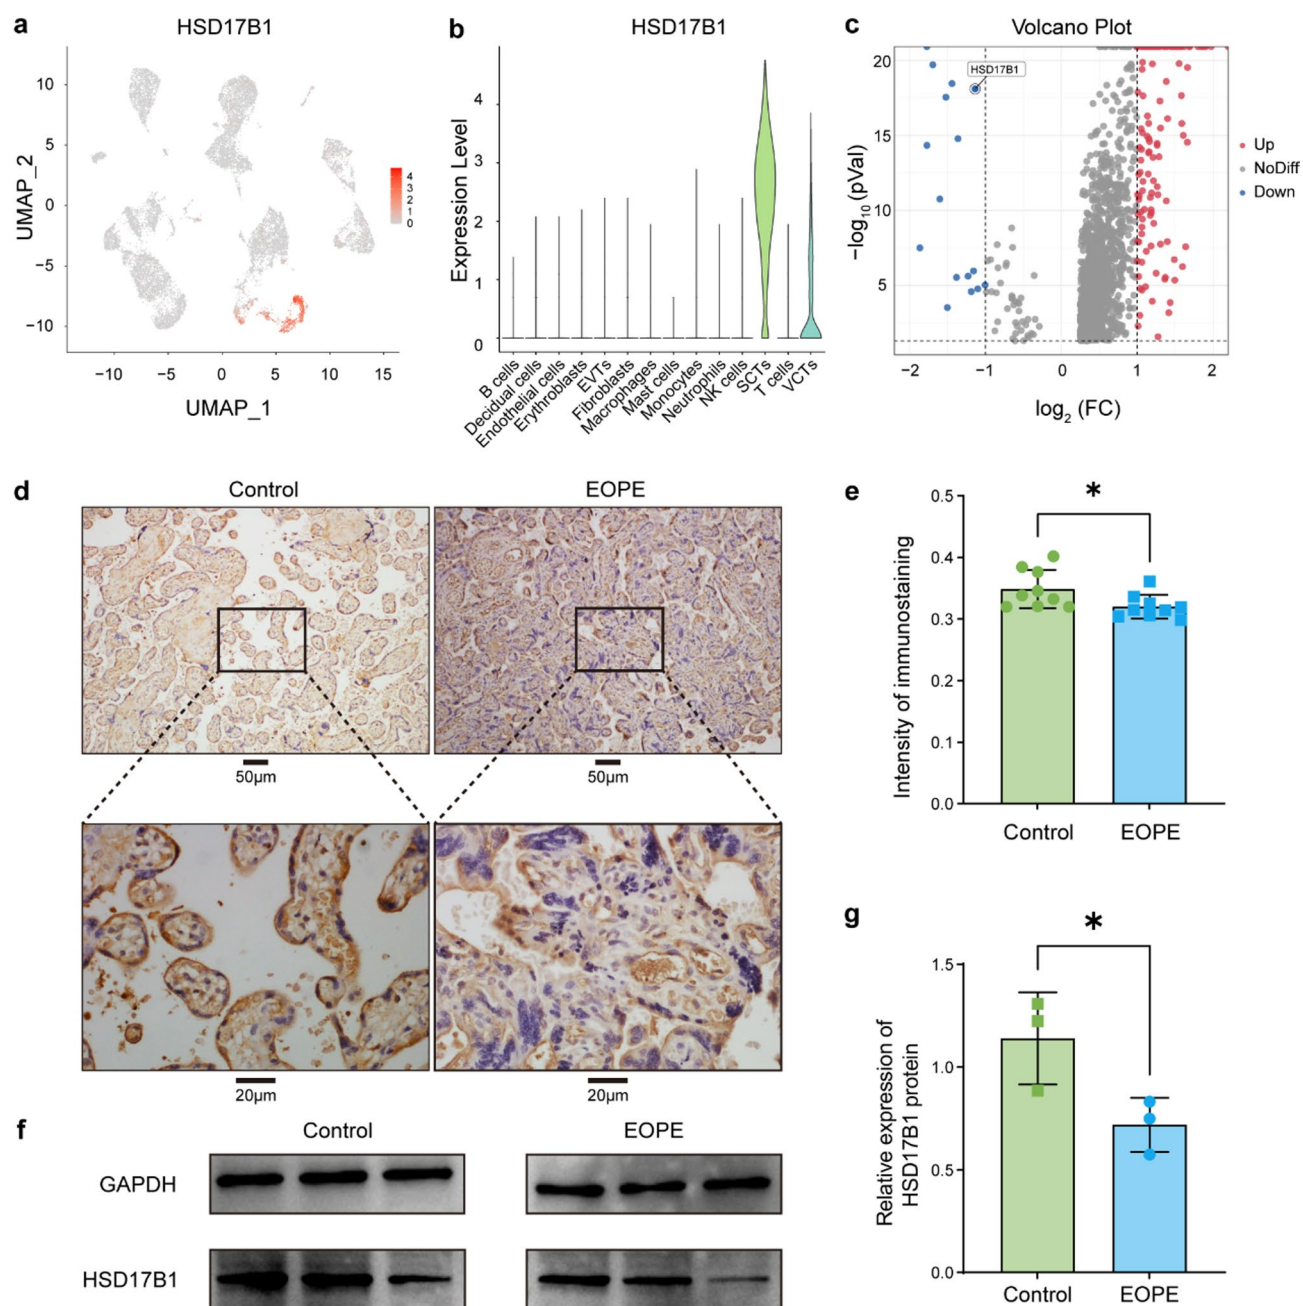 a
HSD17B1
UMAP_2
10
5
0
−5
−10
−10
−5
0
5
10
15
UMAP_1
4
3
2
1
0
b
HSD17B1
Expression Level
4
3
2
1
0
B cells
Decidual cells
Endothelial cells
Erythroblasts
EVTs
Fibroblasts
Macrophages
Mast cells
Monocytes
Neutrophils
NK cells
SCTs
T cells
VCTs
c
Volcano Plot
−log10 (pVal)
20
15
10
5
HSD17B1
−2
−1
0
1
2
log2 (FC)
Up
NoDiff
Down
d
Control
EOPE
50μm
50μm
20μm
20μm
e
Intensity of immunostaining
0.5
0.4
0.3
0.2
0.1
0.0
*
Control
EOPE
f
Control
EOPE
GAPDH
HSD17B1
g
Relative expression of
HSD17B1 protein
1.5
1.0
0.5
0.0
*
Control
EOPE